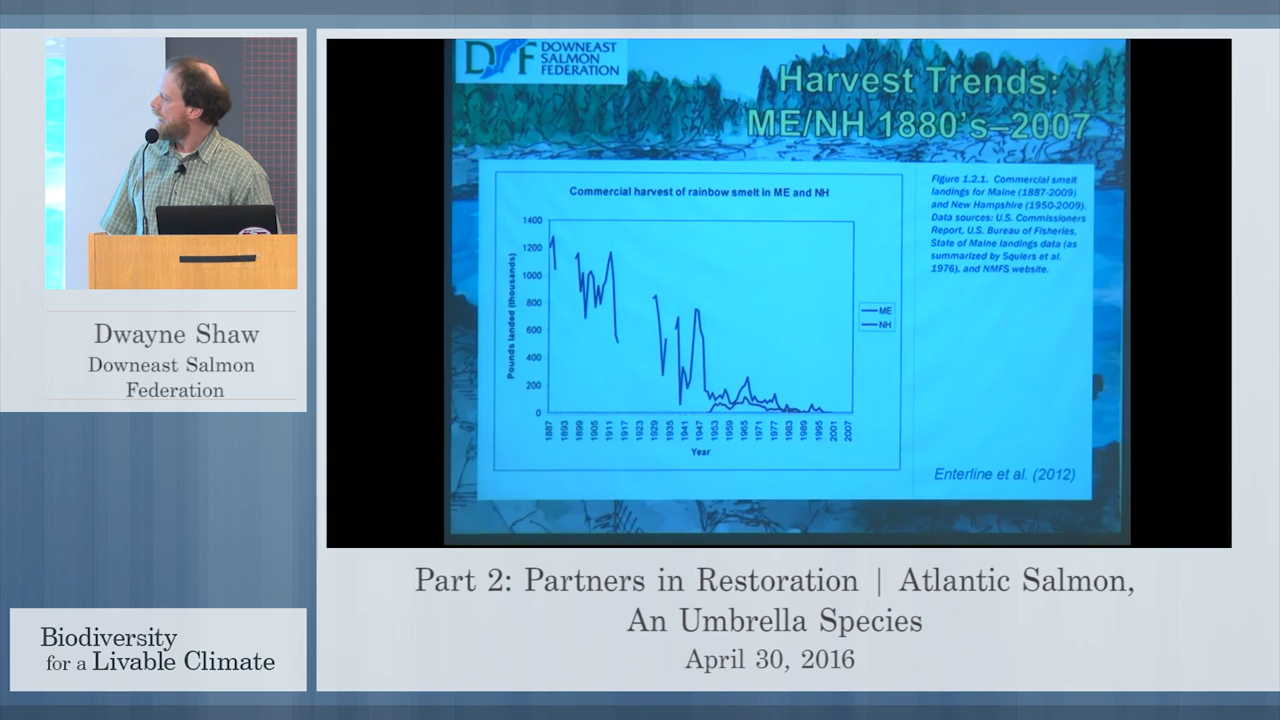 DSF DOWNEAST
SALMON
FEDERATION
Harvest Trends:
ME/NH 1880's–2007
Commercial harvest of rainbow smelt in ME and NH
Pounds landed (thousands)
1400
1200
1000
800
600
400
200
0
1887
1893
1899
1905
1911
1917
1923
1929
1935
1941
1947
1953
1959
1965
1971
1977
1983
1989
1995
2001
2007
Year
ME
NH
Figure 1.2.1. Commercial smelt
landings for Maine (1887-2009)
and New Hampshire (1950-2009).
Data sources: U.S. Commissioners
Report, U.S. Bureau of Fisheries,
State of Maine landings data (as
summarized by Squiers et al.
1976), and NMFS website.
Enterline et al. (2012)
Dwayne Shaw
Downeast Salmon
Federation
Part 2: Partners in Restoration | Atlantic Salmon,
An Umbrella Species
April 30, 2016
Biodiversity
for a Livable Climate